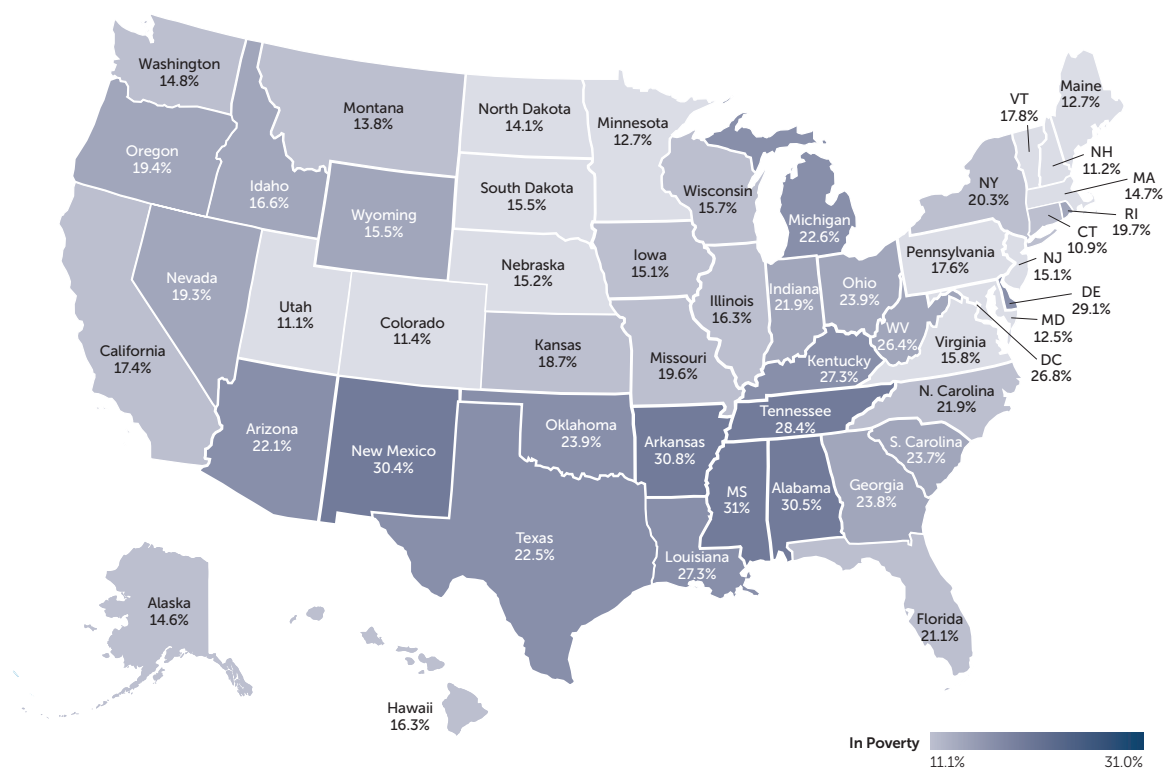 Washington
14.8%
Oregon
19.4%
Idaho
16.6%
Montana
13.8%
Wyoming
15.5%
North Dakota
14.1%
South Dakota
15.5%
Minnesota
12.7%
Wisconsin
15.7%
Michigan
22.6%
Nevada
19.3%
California
17.4%
Utah
11.1%
Colorado
11.4%
Nebraska
15.2%
Iowa
15.1%
Kansas
18.7%
Missouri
19.6%
Illinois
16.3%
Indiana
21.9%
Ohio
23.9%
WV
26.4%
Kentucky
27.3%
Tennessee
28.4%
Arizona
22.1%
New Mexico
30.4%
Oklahoma
23.9%
Arkansas
30.8%
Texas
22.5%
Louisiana
27.3%
MS
31%
Alabama
30.5%
Georgia
23.8%
S. Carolina
23.7%
N. Carolina
21.9%
Virginia
15.8%
Florida
21.1%
Pennsylvania
17.6%
NY
20.3%
VT
17.8%
Maine
12.7%
NH
11.2%
MA
14.7%
RI
19.7%
CT
10.9%
NJ
15.1%
DE
29.1%
MD
12.5%
DC
26.8%
Alaska
14.6%
Hawaii
16.3%
In Poverty
11.1% 31.0%